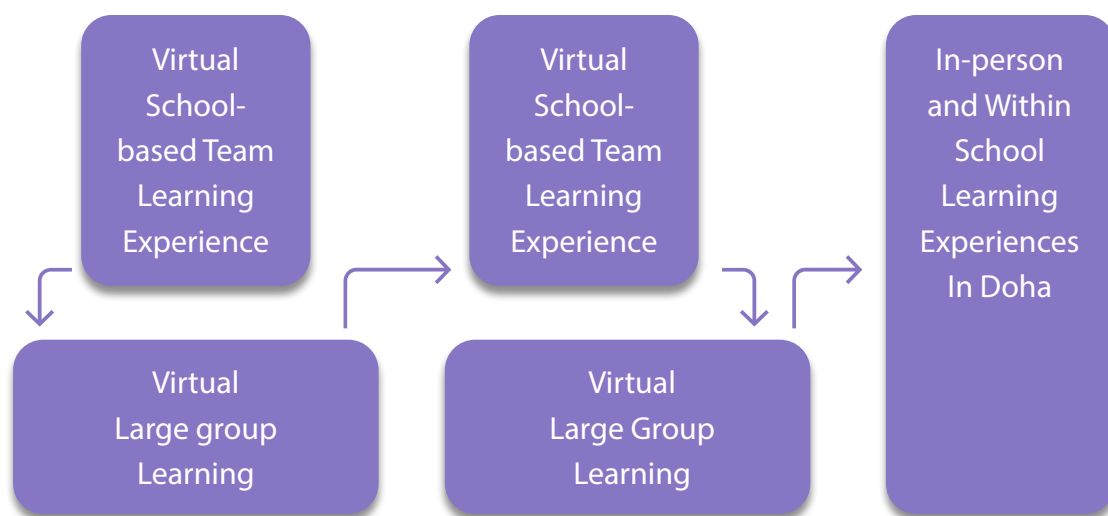 Virtual
School-
based Team
Learning
Experience
Virtual
Large group
Learning
Virtual
School-
based Team
Learning
Experience
Virtual
Large Group
Learning
In-person
and Within
School
Learning
Experiences
In Doha